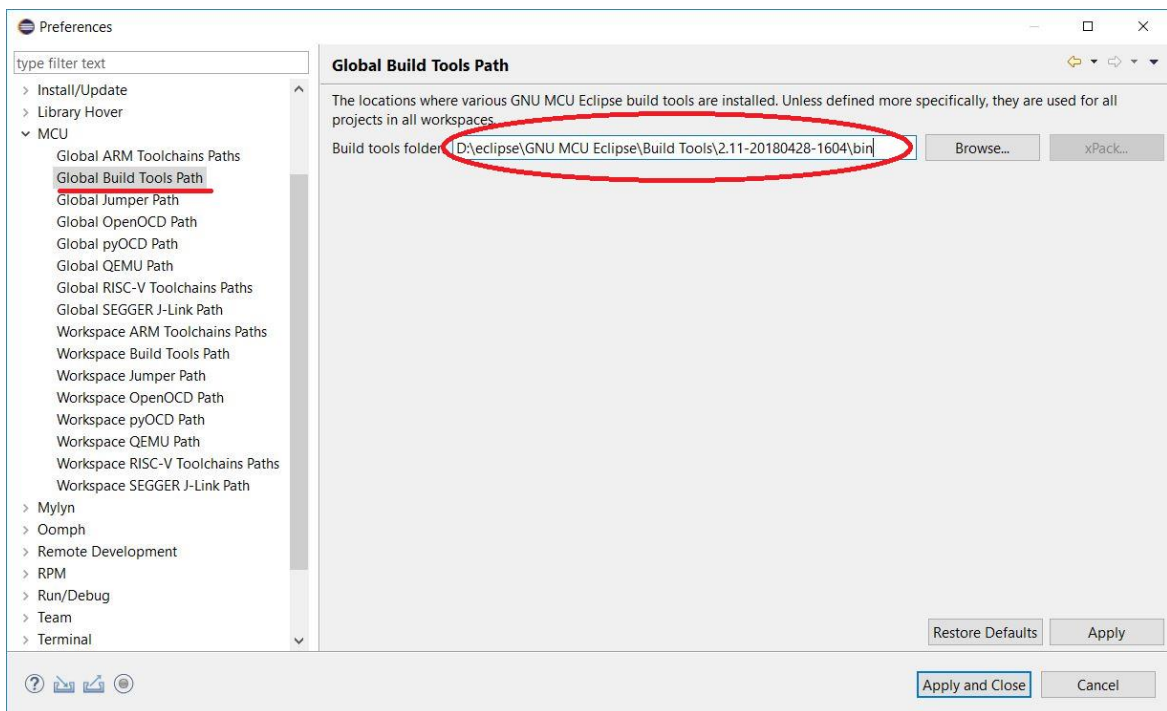 Preferences
type filter text
Install/Update
Library Hover
MCU
Global ARM Toolchains Paths
Global Build Tools Path
Global Jumper Path
Global OpenOCD Path
Global pyOCD Path
Global QEMU Path
Global RISC-V Toolchains Paths
Global SEGGER J-Link Path
Workspace ARM Toolchains Paths
Workspace Build Tools Path
Workspace Jumper Path
Workspace OpenOCD Path
Workspace pyOCD Path
Workspace QEMU Path
Workspace RISC-V Toolchains Paths
Workspace SEGGER J-Link Path
Mylyn
Oomph
Remote Development
RPM
Run/Debug
Team
Terminal
Global Build Tools Path
The locations where various GNU MCU Eclipse build tools are installed. Unless defined more specifically, they are used for all
projects in all workspaces.
Build tools folder: D:\eclipse\GNU MCU Eclipse\Build Tools\2.11-20180428-1604\bin Browse... xPack...
Restore Defaults Apply
Apply and Close Cancel